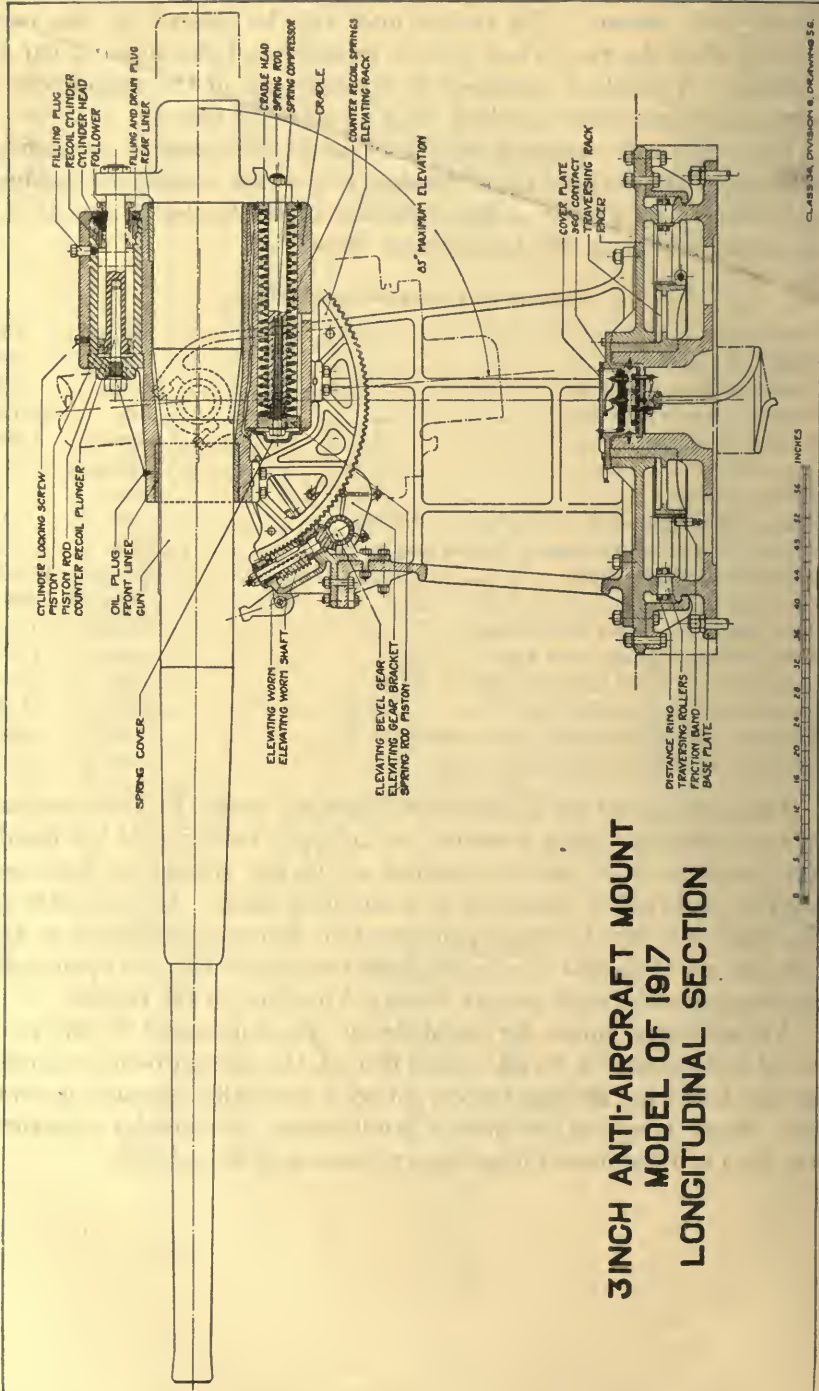 FILLING PLUG
RECOIL CYLINDER
CYLINDER HEAD
FOLLOWER
FILLING AND DRAIN PLUG
REAR LINER
CRADLE HEAD
SPRING ROD
SPRING COMPRESSOR
CRADLE
COUNTER RECOIL SPRINGS
ELEVATING RACK
85° MAXIMUM ELEVATION
COVER PLATE
360° CONTACT
TRAVERSING RACK
RACER
CYLINDER LOCKING SCREW
PISTON
PISTON ROD
COUNTER RECOIL PLUNGER
OIL PLUG
FRONT LINER
GUN
SPRING COVER
ELEVATING WORM
ELEVATING WORM SHAFT
ELEVATING BEVEL GEAR
ELEVATING GEAR BRACKET
SPRING ROD PISTON
DISTANCE RING
TRAVERSING ROLLERS
FRICTION BAND
BASE PLATE
3 INCH ANTI-AIRCRAFT MOUNT
MODEL OF 1917
LONGITUDINAL SECTION
INCHES
CLASS 36, DIVISION 6, DRAWING 56.